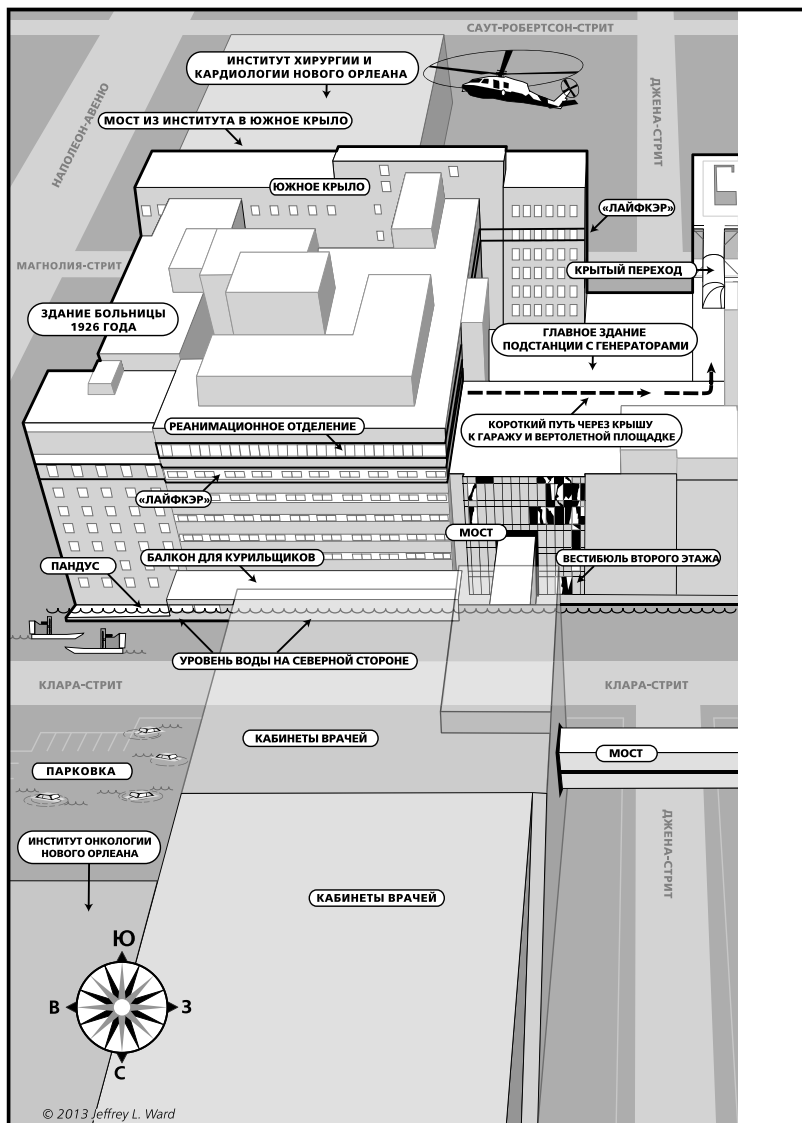 САУТ-РОБЕРТСОН-СТРИТ
ИНСТИТУТ ХИРУРГИИ И
КАРДИОЛОГИИ НОВОГО ОРЛЕАНА
НАПОЛЕОН-АВЕНЮ
ДЖЕНА-СТРИТ
МОСТ ИЗ ИНСТИТУТА В ЮЖНОЕ КРЫЛО
ЮЖНОЕ КРЫЛО
«ЛАЙФКЭР»
МАГНОЛИЯ-СТРИТ
КРЫТЫЙ ПЕРЕХОД
ЗДАНИЕ БОЛЬНИЦЫ
1926 ГОДА
ГЛАВНОЕ ЗДАНИЕ
ПОДСТАНЦИИ С ГЕНЕРАТОРАМИ
РЕАНИМАЦИОННОЕ ОТДЕЛЕНИЕ
КОРОТКИЙ ПУТЬ ЧЕРЕЗ КРЫШУ
К ГАРАЖУ И ВЕРТОЛЕТНОЙ ПЛОЩАДКЕ
«ЛАЙФКЭР»
МОСТ
БАЛКОН ДЛЯ КУРИЛЬЩИКОВ
ВЕСТИБЮЛЬ ВТОРОГО ЭТАЖА
ПАНДУС
УРОВЕНЬ ВОДЫ НА СЕВЕРНОЙ СТОРОНЕ
КЛАРА-СТРИТ
КЛАРА-СТРИТ
КАБИНЕТЫ ВРАЧЕЙ
МОСТ
ПАРКОВКА
ДЖЕНА-СТРИТ
ИНСТИТУТ ОНКОЛОГИИ
НОВОГО ОРЛЕАНА
КАБИНЕТЫ ВРАЧЕЙ
Ю
В
З
С
© 2013 Jeffrey L. Ward